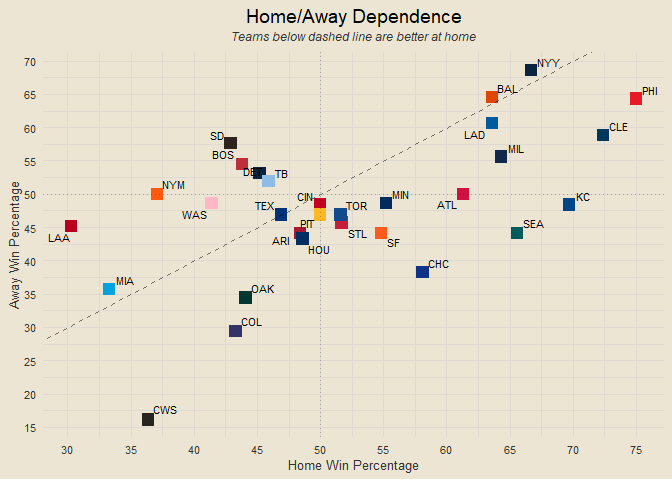 Home/Away Dependence
Teams below dashed line are better at home
70
NYY
65
BAL
PHI
60
LAD
CLE
SD
MIL
55
BOS
DET
TB
NYM
50
WAS
CIN
MIN
ATL
KC
TEX
TOR
45
LAA
PIT
STL
SEA
ARI
HOU
SF
40
CHC
35
MIA
OAK
30
COL
25
20
CWS
15
Away Win Percentage
30 35 40 45 50 55 60 65 70 75
Home Win Percentage